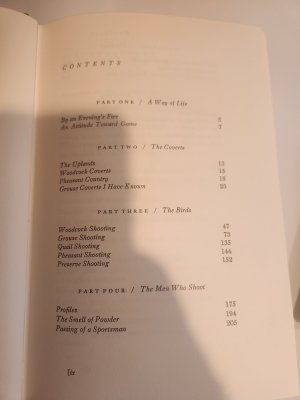 CONTENTS
PART ONE / A Way of Life
By an Evening's Fire 3
An Attitude Toward Game 7
PART TWO / The Coverts
The Uplands 13
Woodcock Coverts 15
Pheasant Country 18
Grouse Coverts I Have Known 23
PART THREE / The Birds
Woodcock Shooting 47
Grouse Shooting 73
Quail Shooting 135
Pheasant Shooting 144
Preserve Shooting 152
PART FOUR / The Men Who Shoot
Profiles 175
The Smell of Powder 194
Passing of a Sportsman 205
[ix